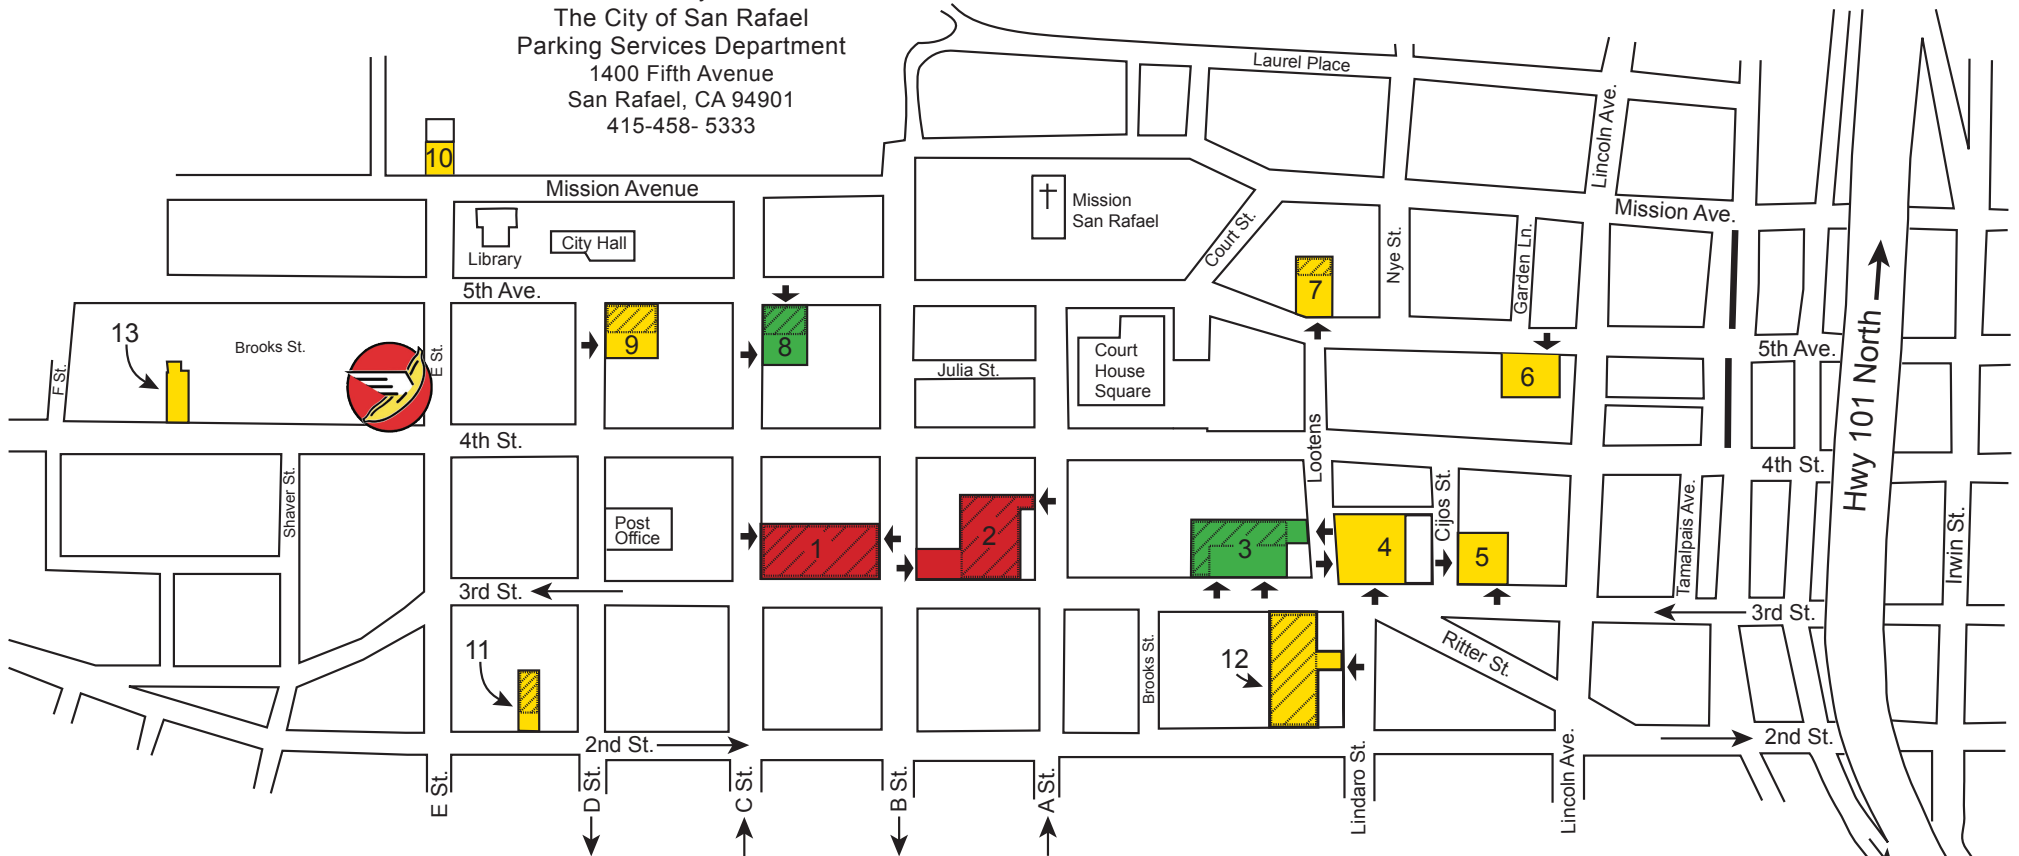 The City of San Rafael
Parking Services Department
1400 Fifth Avenue
San Rafael, CA 94901
415-458- 5333
Laurel Place
Lincoln Ave.
10
Mission Avenue
Mission
San Rafael
Mission Ave.
Library
City Hall
Court St.
Nye St.
Garden Ln.
5th Ave.
7
13
Brooks St.
E St.
F St.
9
8
Julia St.
Court
House
Square
6
5th Ave.
Hwy 101 North
4th St.
Lootens
4th St.
Shaver St.
Post
Office
1
2
3
4
Cijos St.
5
Tamalpais Ave.
Irwin St.
3rd St.
3rd St.
11
Brooks St.
12
Ritter St.
2nd St.
2nd St.
E St.
D St.
C St.
B St.
A St.
Lindaro St.
Lincoln Ave.